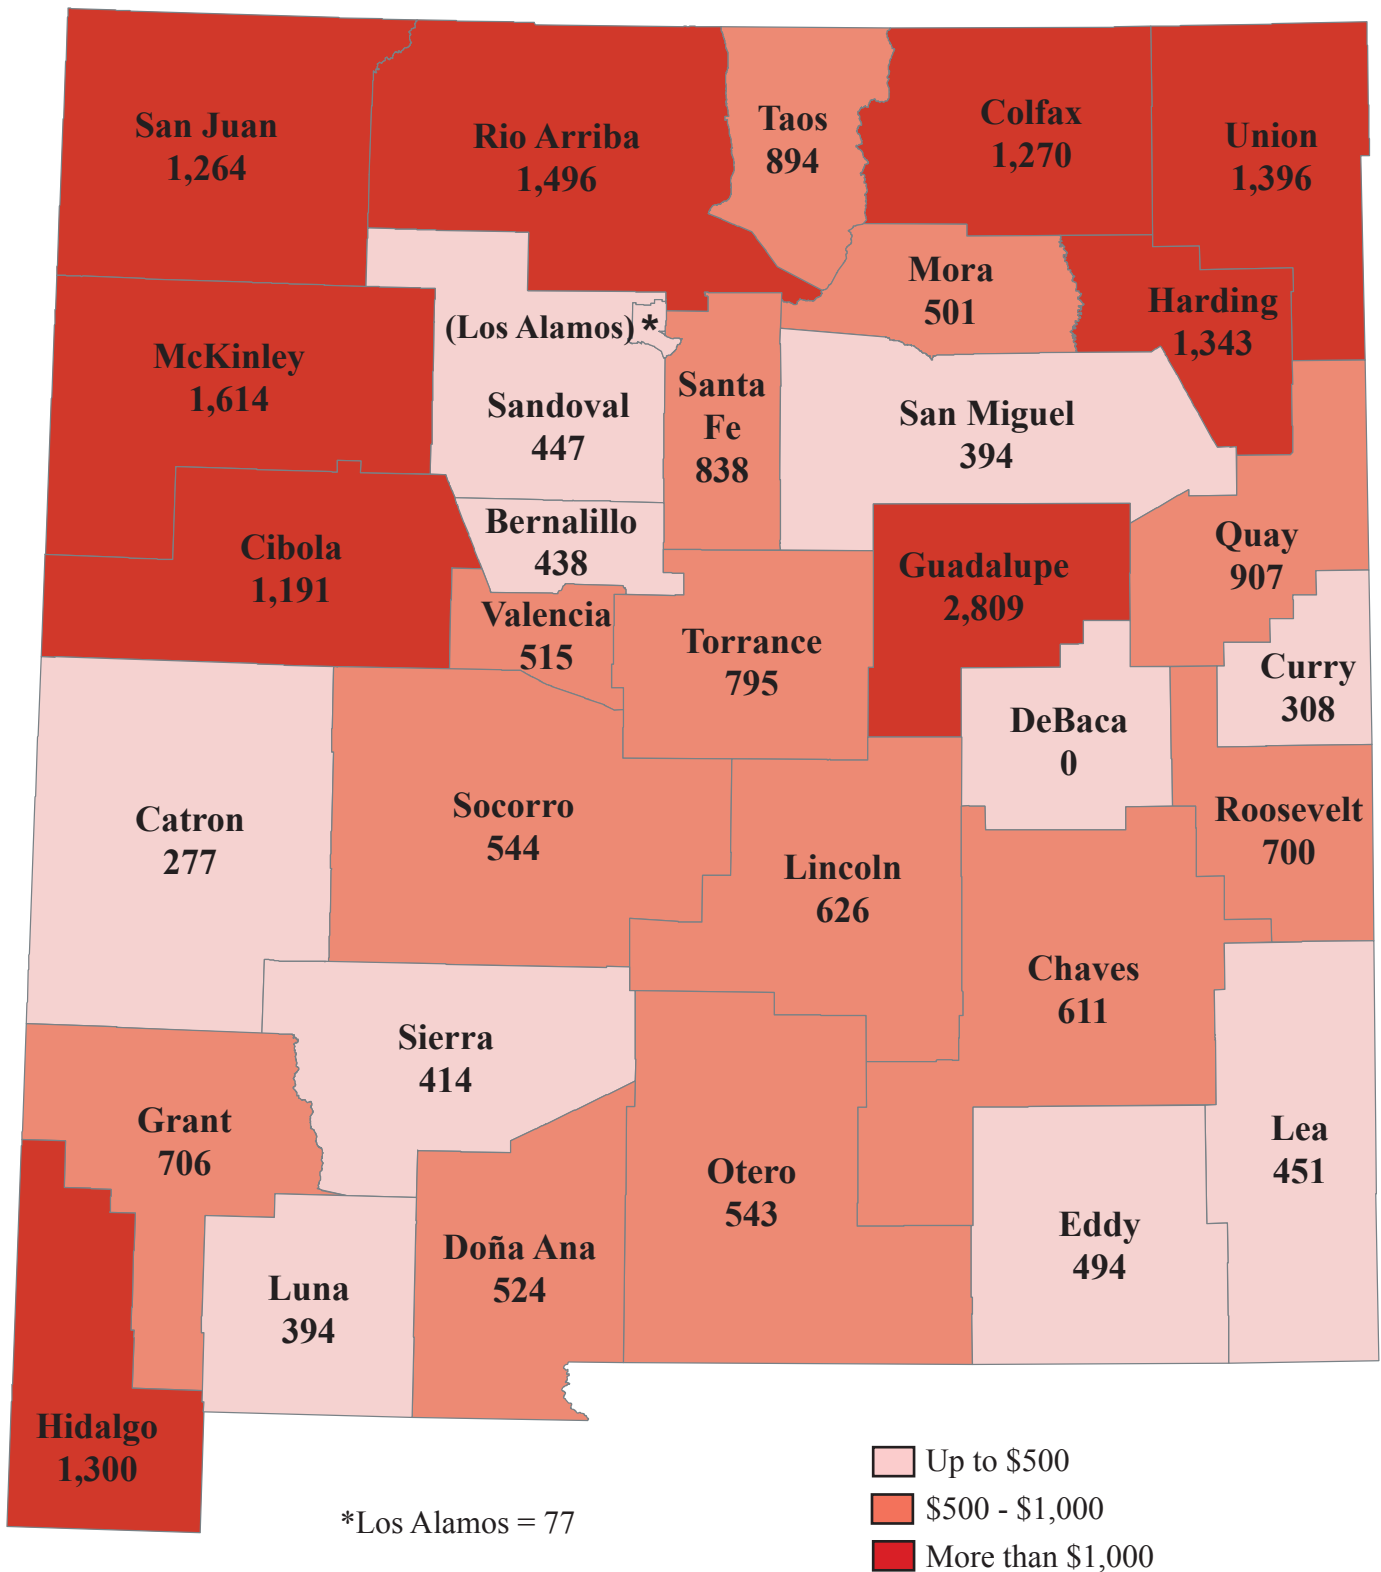 San Juan
1,264
Rio Arriba
1,496
Taos
894
Colfax
1,270
Union
1,396
Mora
501
Harding
1,343
McKinley
1,614
(Los Alamos) *
Sandoval
447
Santa
Fe
838
San Miguel
394
Cibola
1,191
Bernalillo
438
Valencia
515
Torrance
795
Guadalupe
2,809
Quay
907
Curry
308
DeBaca
0
Catron
277
Socorro
544
Lincoln
626
Roosevelt
700
Chaves
611
Sierra
414
Grant
706
Otero
543
Lea
451
Eddy
494
Doña Ana
524
Luna
394
Hidalgo
1,300
*Los Alamos = 77
Up to $500
$500 - $1,000
More than $1,000